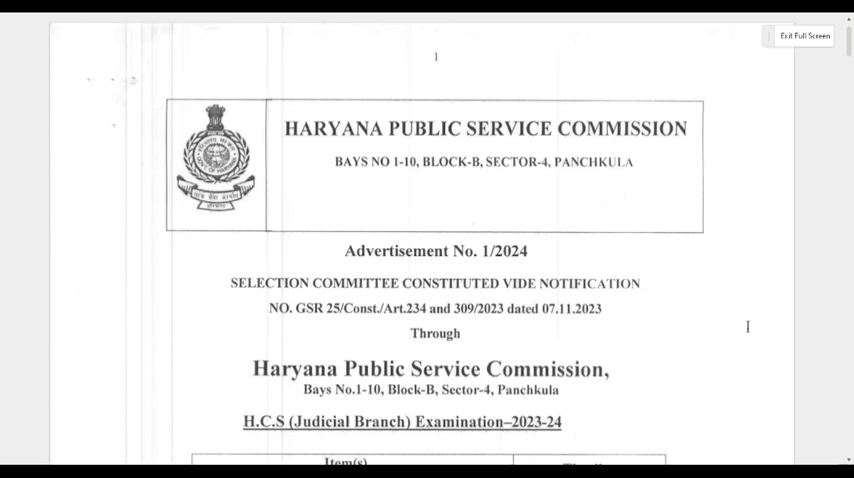 Exit Full Screen
1
HARYANA PUBLIC SERVICE COMMISSION
BAYS NO 1-10, BLOCK-B, SECTOR-4, PANCHKULA
Advertisement No. 1/2024
SELECTION COMMITTEE CONSTITUTED VIDE NOTIFICATION
NO. GSR 25/Const./Art.234 and 309/2023 dated 07.11.2023
Through
Haryana Public Service Commission,
Bays No.1-10, Block-B, Sector-4, Panchkula
H.C.S (Judicial Branch) Examination–2023-24
Item(s)